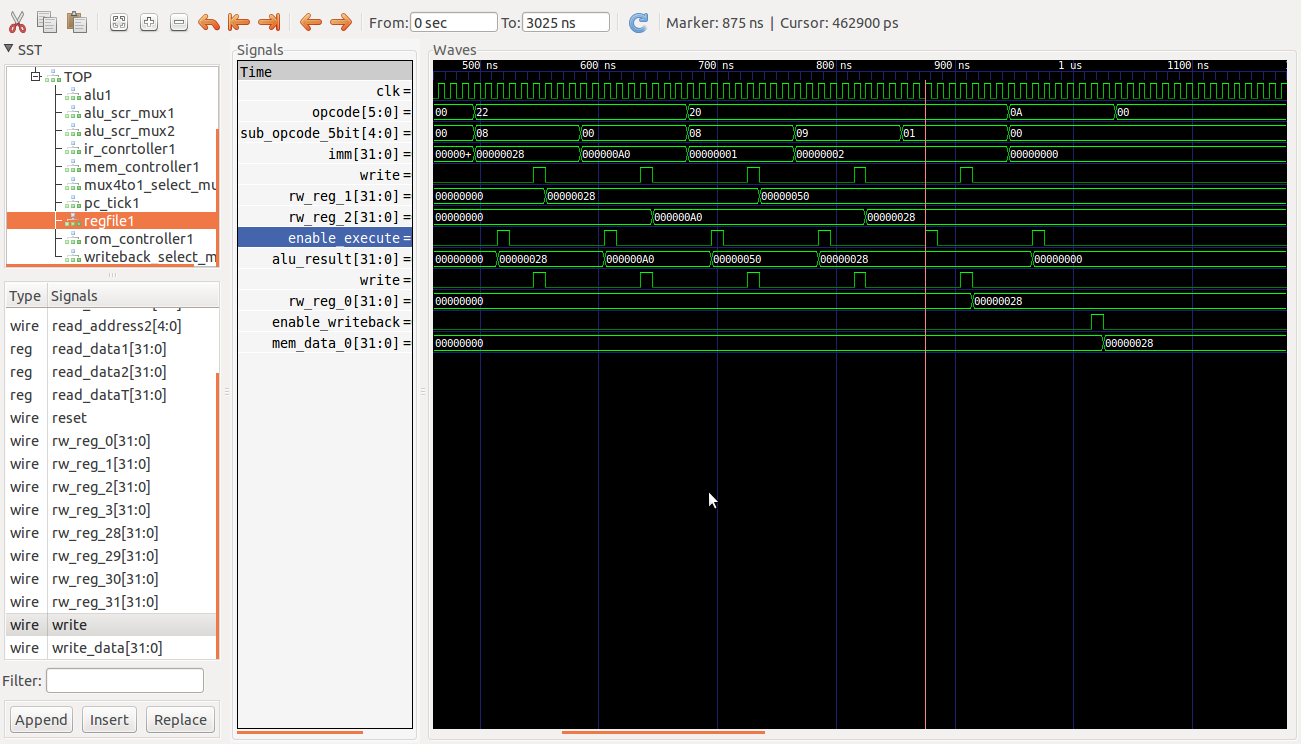 From: 0 sec To: 3025 ns Marker: 875 ns | Cursor: 462900 ps
SST
TOP
alu1
alu_scr_mux1
alu_scr_mux2
ir_conrtoller1
mem_controller1
mux4to1_select_mu
pc_tick1
regfile1
rom_controller1
writeback_select_m
Type Signals
wire read_address2[4:0]
reg read_data1[31:0]
reg read_data2[31:0]
reg read_dataT[31:0]
wire reset
wire rw_reg_0[31:0]
wire rw_reg_1[31:0]
wire rw_reg_2[31:0]
wire rw_reg_3[31:0]
wire rw_reg_28[31:0]
wire rw_reg_29[31:0]
wire rw_reg_30[31:0]
wire rw_reg_31[31:0]
wire write
wire write_data[31:0]
Filter:
Append Insert Replace
Signals
Time
clk =
opcode[5:0] =
sub_opcode_5bit[4:0] =
imm[31:0] =
write =
rw_reg_1[31:0] =
rw_reg_2[31:0] =
enable_execute =
alu_result[31:0] =
write =
rw_reg_0[31:0] =
enable_writeback =
mem_data_0[31:0] =
Waves
500 ns 600 ns 700 ns 800 ns 900 ns 1 us 1100 ns
00 22 20 0A 00
00 08 00 08 09 01 00
00000+ 00000028 000000A0 00000001 00000002 00000000
00000000 00000028 00000050
00000000 000000A0 00000028
00000000 00000028 000000A0 00000050 00000028 00000000
00000000 00000028
00000000 00000028